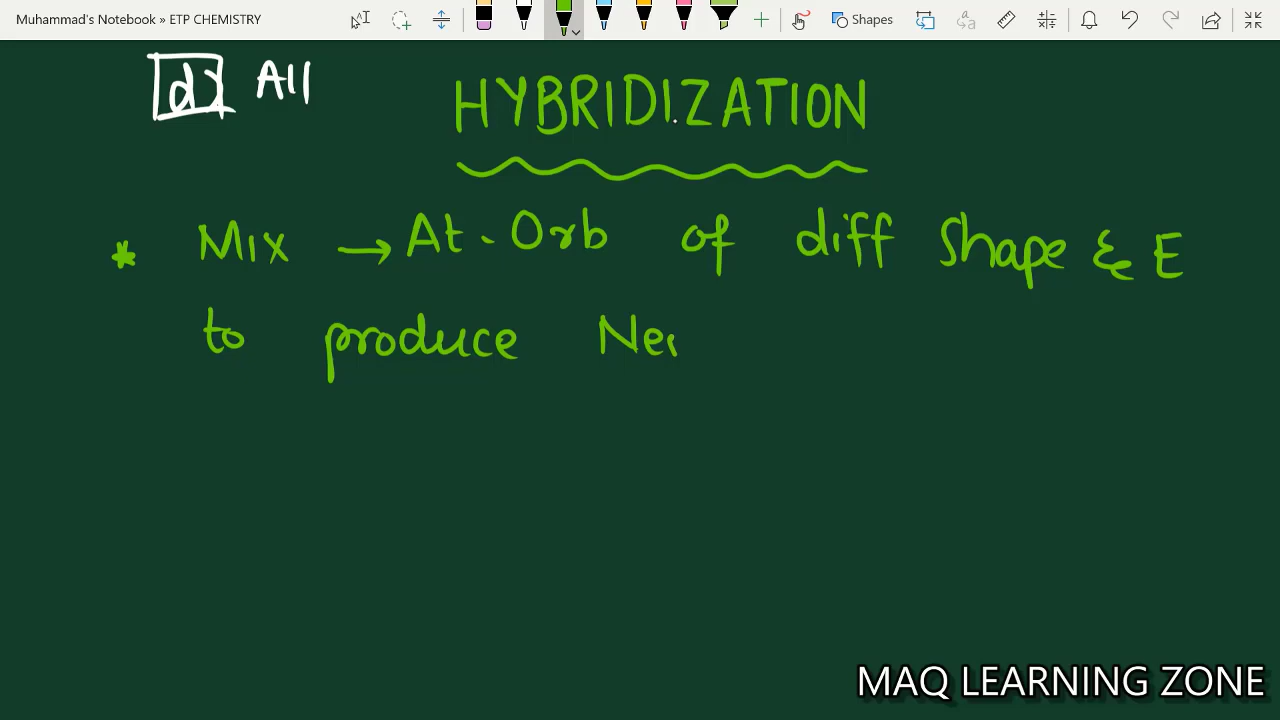 Muhammad's Notebook » ETP CHEMISTRY
Shapes
d) All
HYBRIDIZATION
* Mix → At. Orb of diff Shape & E
to produce Ne
MAQ LEARNING ZONE